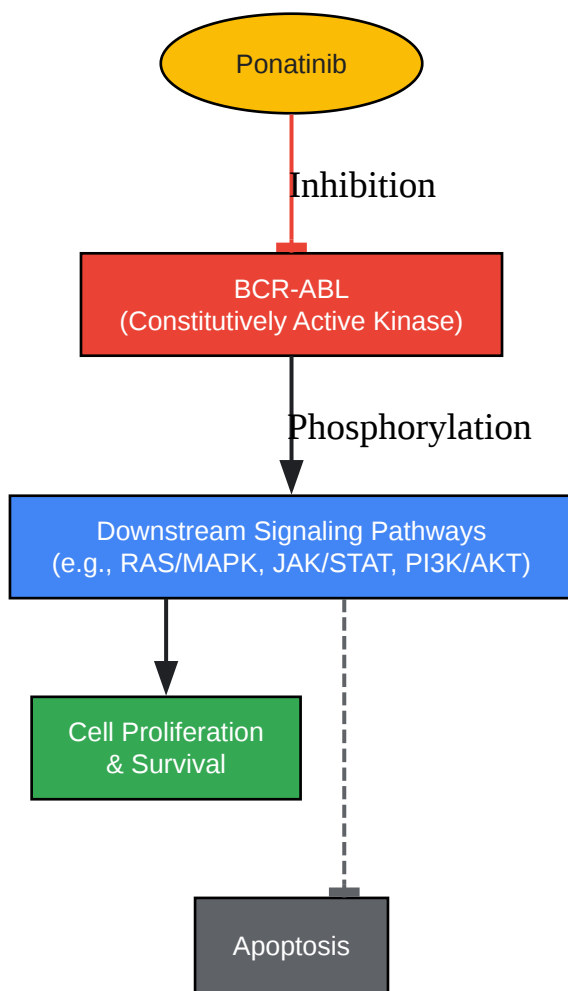 Ponatinib
Inhibition
BCR-ABL
(Constitutively Active Kinase)
Phosphorylation
Downstream Signaling Pathways
(e.g., RAS/MAPK, JAK/STAT, PI3K/AKT)
Cell Proliferation
& Survival
Apoptosis